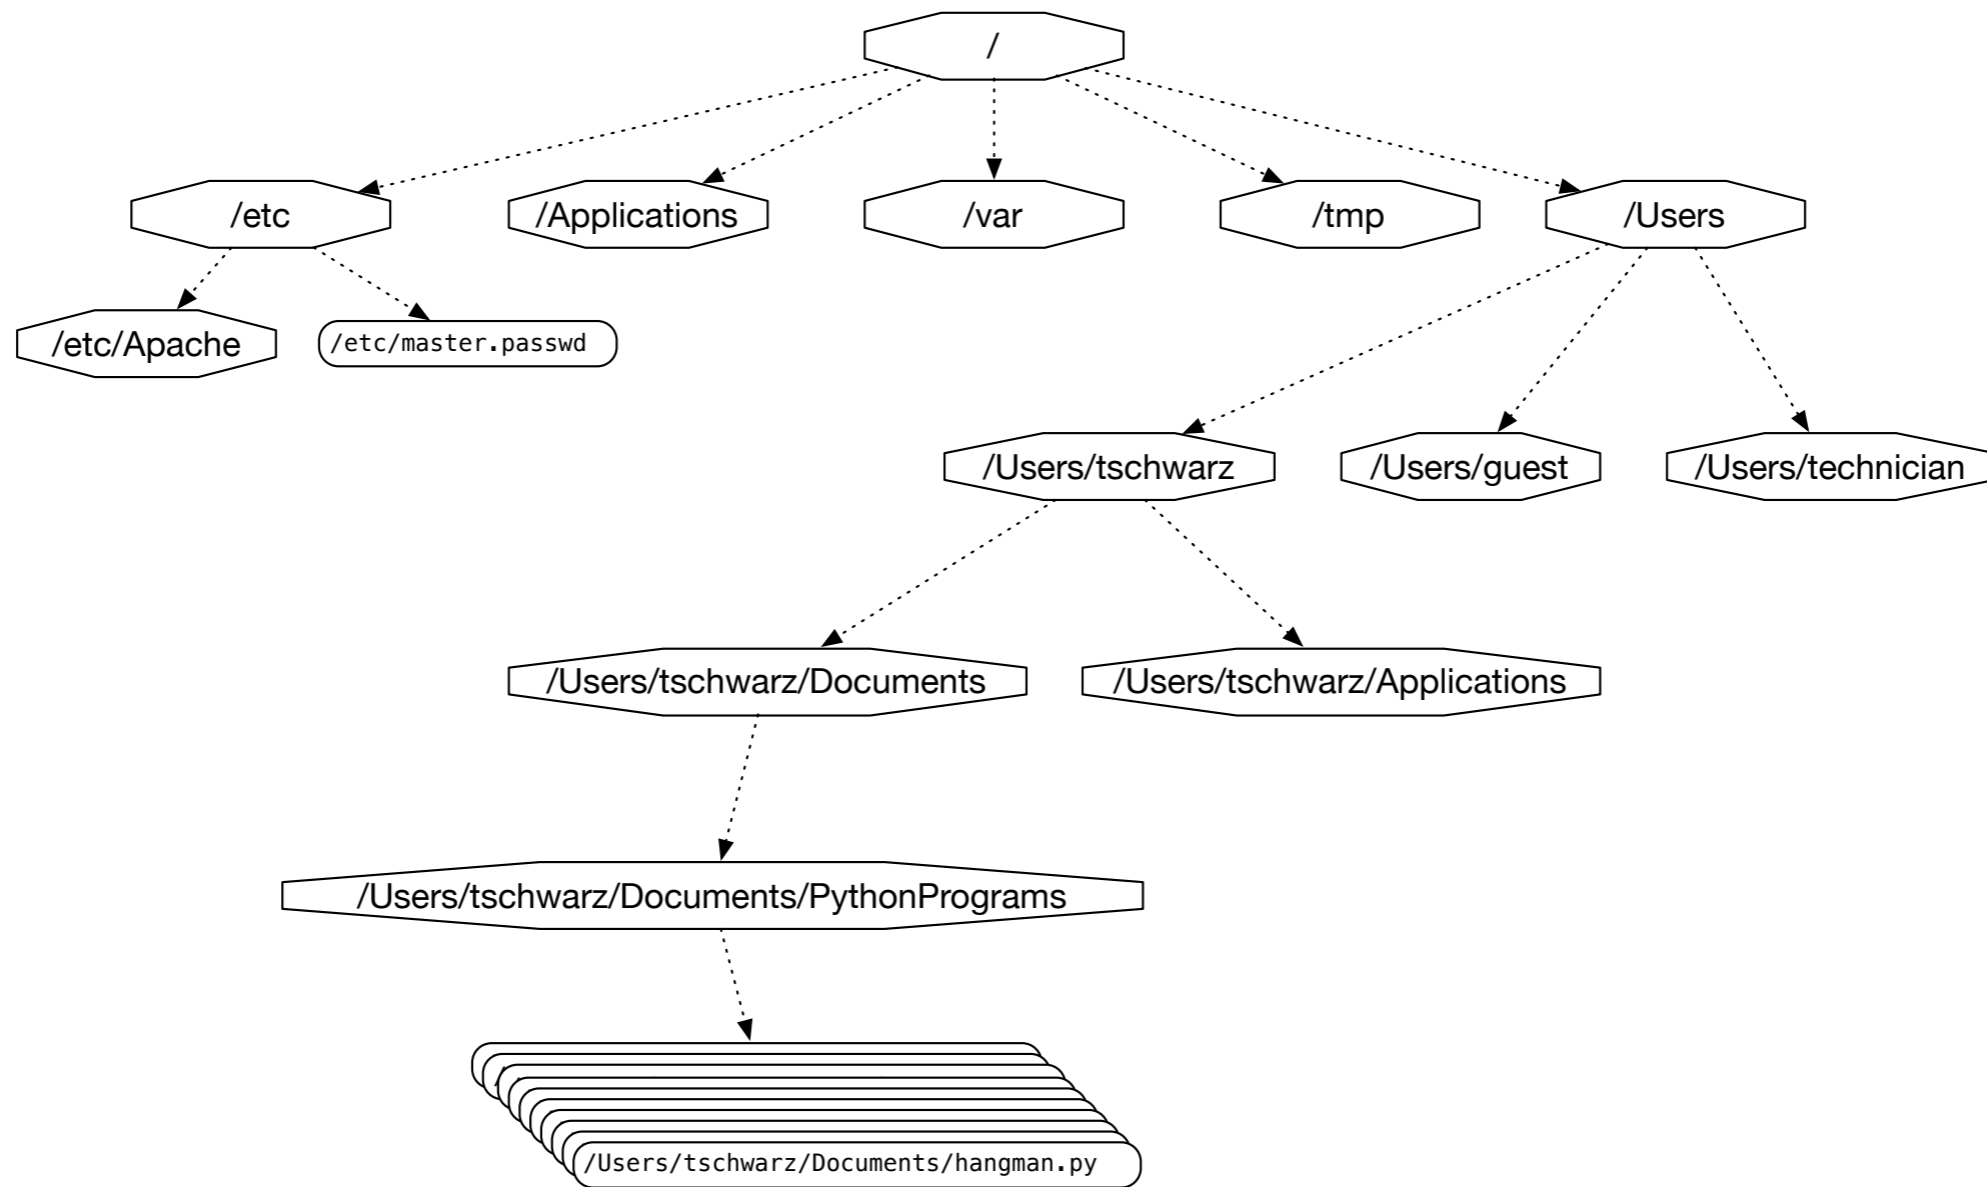 /
/etc
/Applications
/var
/tmp
/Users
/etc/Apache
/etc/master.passwd
/Users/tschwarz
/Users/guest
/Users/technician
/Users/tschwarz/Documents
/Users/tschwarz/Applications
/Users/tschwarz/Documents/PythonPrograms
/Users/tschwarz/Documents/hangman.py